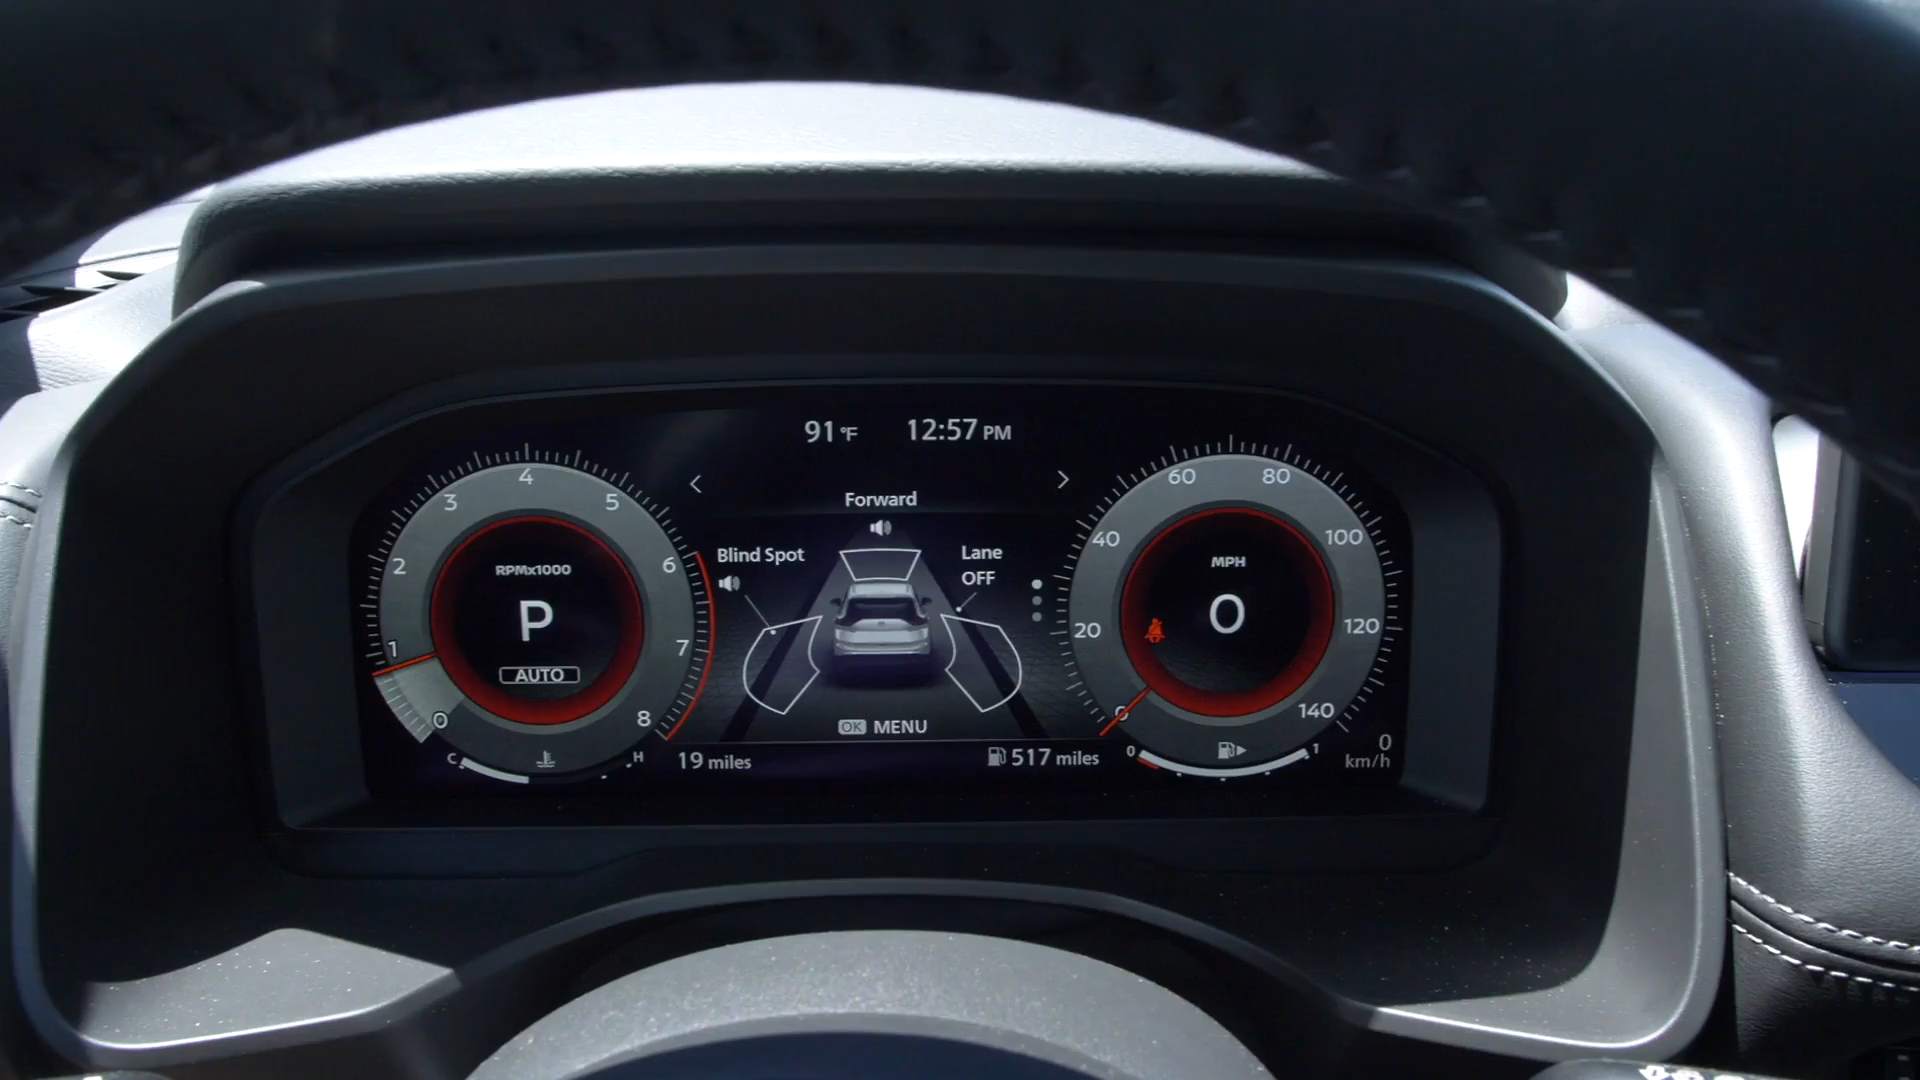 91 °F 12:57 PM
< >
Forward
Blind Spot
Lane
OFF
OK MENU
19 miles
517 miles
0 1 2 3 4 5 6 7 8
RPMx1000
P
AUTO
C H
0 20 40 60 80 100 120 140
MPH
0
0 1
0
km/h